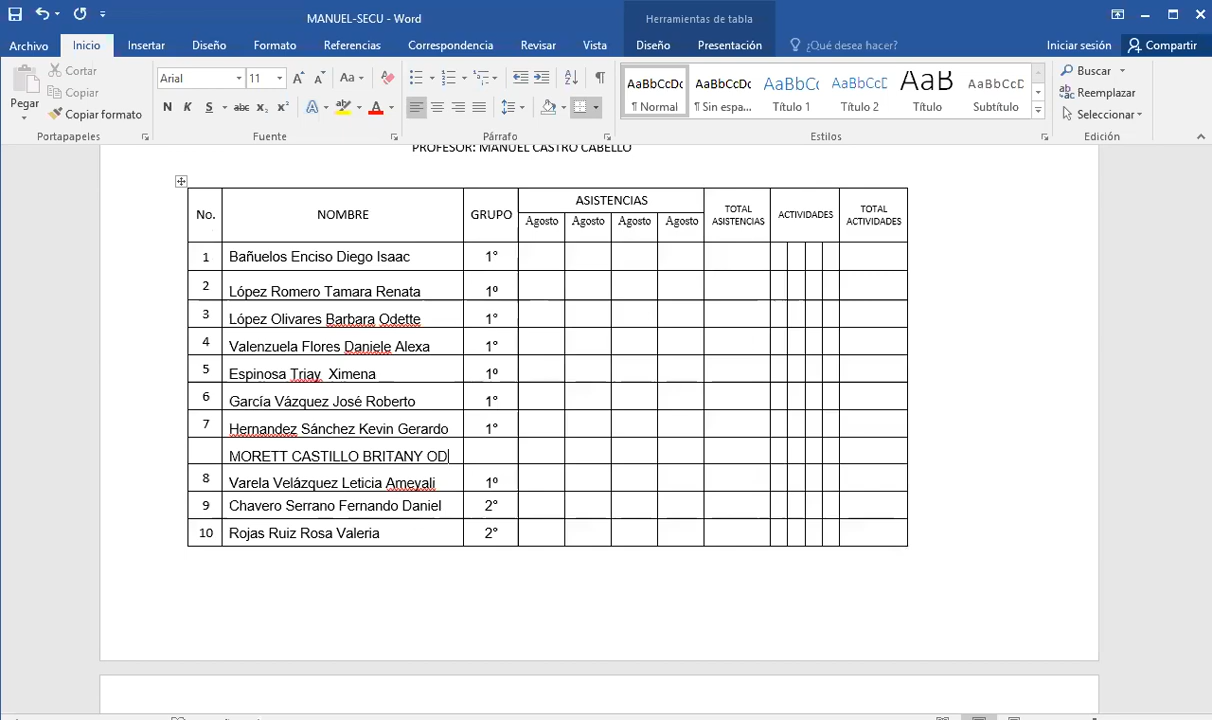 MANUEL-SECU - Word
Herramientas de tabla
Archivo Inicio Insertar Diseño Formato Referencias Correspondencia Revisar Vista Diseño Presentación ¿Qué desea hacer? Iniciar sesión Compartir
Pegar
Cortar
Copiar
Copiar formato
Portapapeles
Arial 11 Aa
N K S abc x₂ x² A A
Fuente
Párrafo
AaBbCcDc ¶ Normal
AaBbCcDc ¶ Sin espa...
AaBbCc Título 1
AaBbCcD Título 2
AaB Título
AaBbCcD Subtítulo
Estilos
Buscar
Reemplazar
Seleccionar
Edición
PROFESOR: MANUEL CASTRO CABELLO
No. NOMBRE GRUPO ASISTENCIAS TOTAL ASISTENCIAS ACTIVIDADES TOTAL ACTIVIDADES
Agosto Agosto Agosto Agosto
1 Bañuelos Enciso Diego Isaac 1°
2 López Romero Tamara Renata 1º
3 López Olivares Barbara Odette 1°
4 Valenzuela Flores Daniele Alexa 1°
5 Espinosa Triay Ximena 1º
6 García Vázquez José Roberto 1°
7 Hernandez Sánchez Kevin Gerardo 1°
MORETT CASTILLO BRITANY OD
8 Varela Velázquez Leticia Ameyali 1º
9 Chavero Serrano Fernando Daniel 2°
10 Rojas Ruiz Rosa Valeria 2°